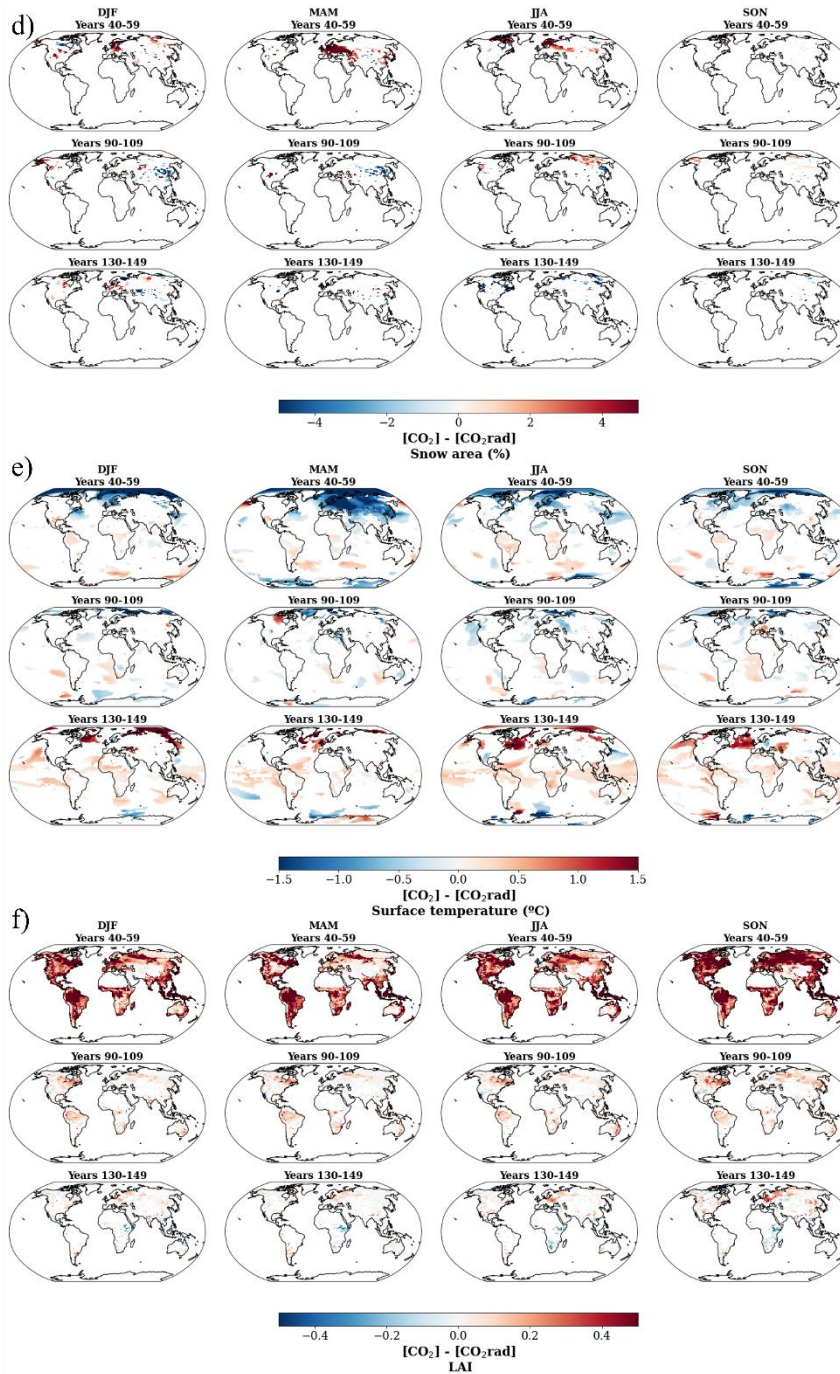 d)
DJF MAM JJA SON
Years 40-59 Years 40-59 Years 40-59 Years 40-59
Years 90-109 Years 90-109 Years 90-109 Years 90-109
Years 130-149 Years 130-149 Years 130-149 Years 130-149
−4 −2 0 2 4
[CO₂] - [CO₂rad]
Snow area (%)
e)
DJF MAM JJA SON
Years 40-59 Years 40-59 Years 40-59 Years 40-59
Years 90-109 Years 90-109 Years 90-109 Years 90-109
Years 130-149 Years 130-149 Years 130-149 Years 130-149
−1.5 −1.0 −0.5 0.0 0.5 1.0 1.5
[CO₂] - [CO₂rad]
Surface temperature (ºC)
f)
DJF MAM JJA SON
Years 40-59 Years 40-59 Years 40-59 Years 40-59
Years 90-109 Years 90-109 Years 90-109 Years 90-109
Years 130-149 Years 130-149 Years 130-149 Years 130-149
−0.4 −0.2 0.0 0.2 0.4
[CO₂] - [CO₂rad]
LAI